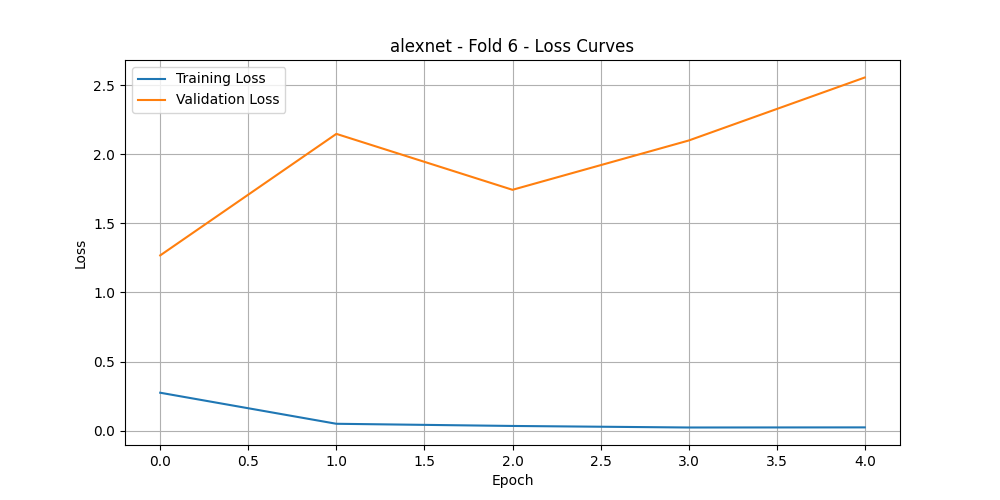 alexnet - Fold 6 - Loss Curves
Training Loss
Validation Loss
2.5
2.0
1.5
1.0
0.5
0.0
Loss
0.0 0.5 1.0 1.5 2.0 2.5 3.0 3.5 4.0
Epoch